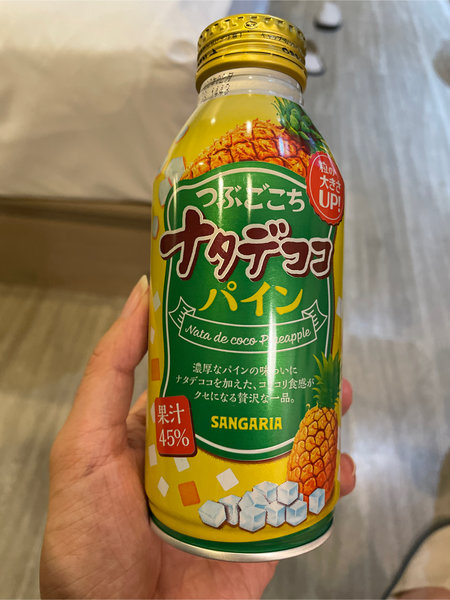 1443
粒の
大きさ
UP!
つぶごこち
ナタデココ
パイン
Nata de coco Pineapple
濃厚なパインの味わいに
ナタデココを加えた、コリコリ食感が
クセになる贅沢な一品。
果汁
45%
SANGARIA